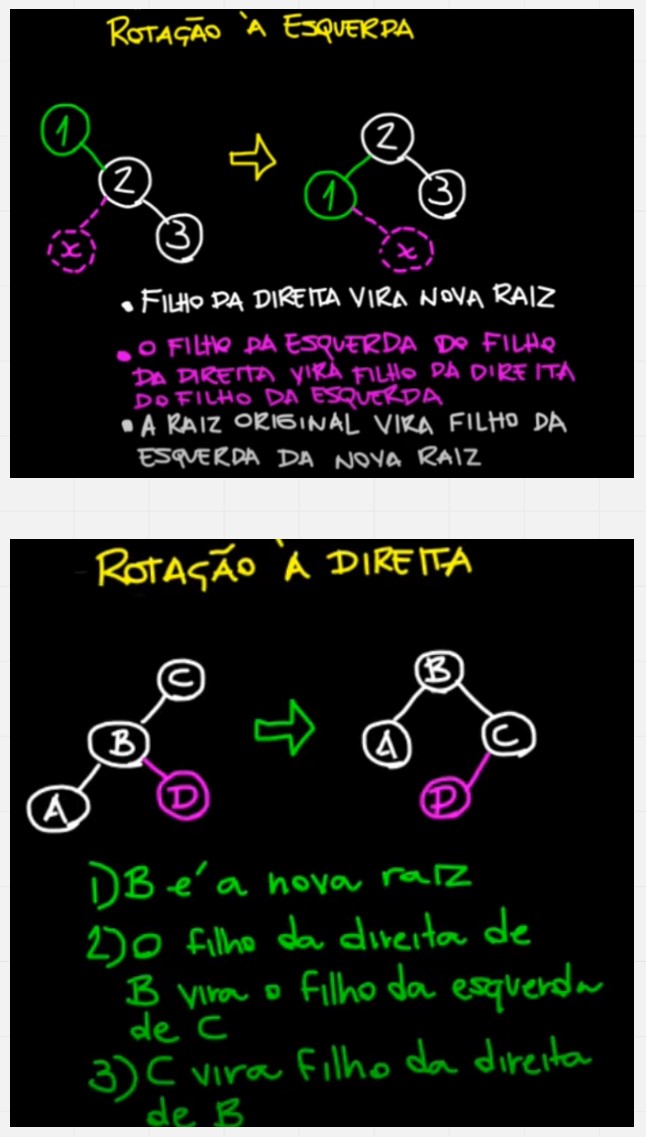 ROTAÇÃO À ESQUERDA
1
2
x
3
2
1
3
x
• FILHO DA DIREITA VIRA NOVA RAIZ
• O FILHO DA ESQUERDA DO FILHO
DA DIREITA VIRA FILHO DA DIREITA
DO FILHO DA ESQUERDA
• A RAIZ ORIGINAL VIRA FILHO DA
ESQUERDA DA NOVA RAIZ
ROTAÇÃO À DIREITA
C
B
A
D
B
A
C
D
1) B é a nova raiz
2) O filho da direita de
B vira o filho da esquerda
de C
3) C vira filho da direita
de B